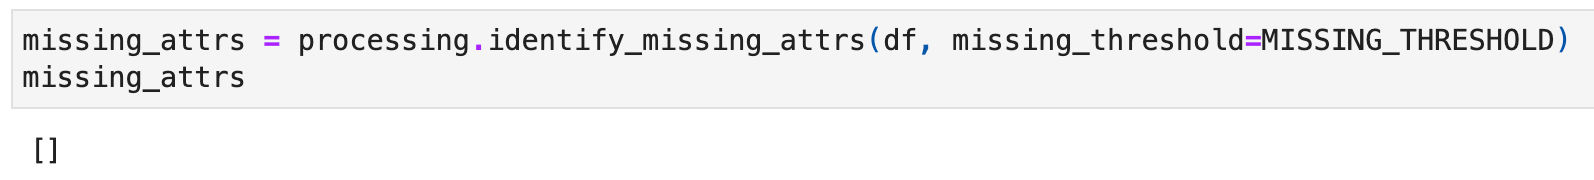 missing_attrs = processing.identify_missing_attrs(df, missing_threshold=MISSING_THRESHOLD)
missing_attrs
[]